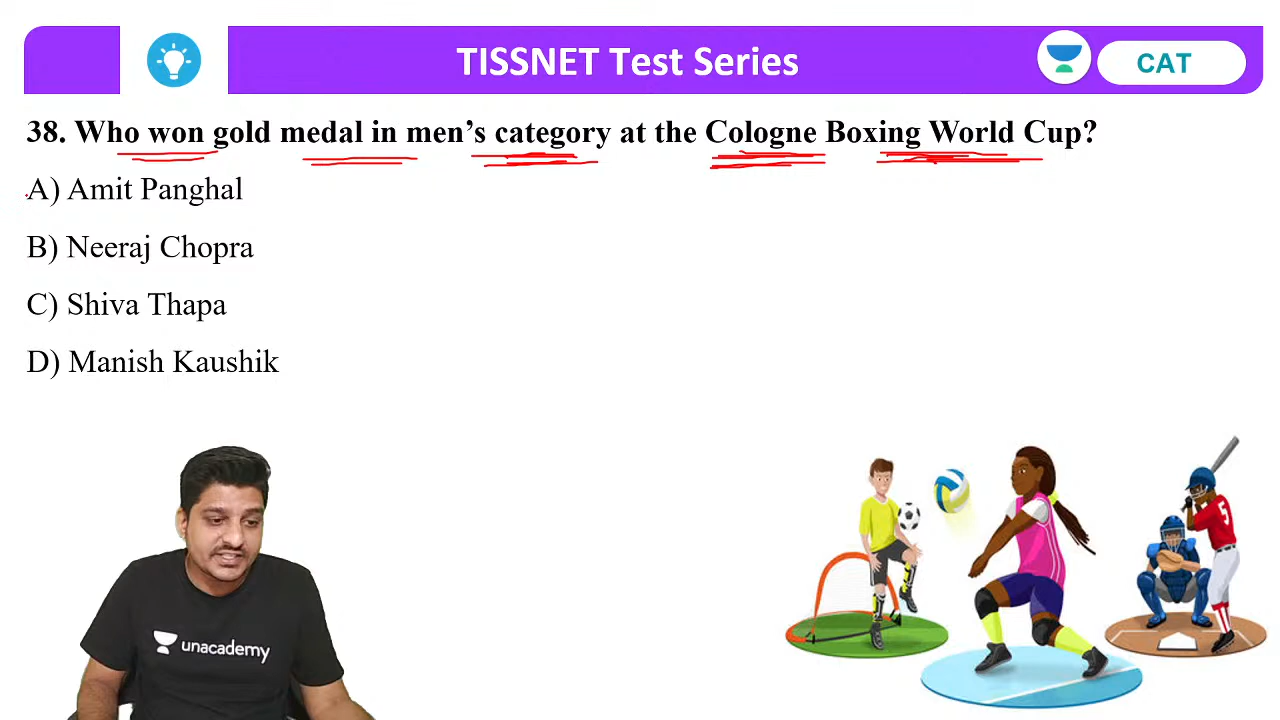 TISSNET Test Series
CAT
38. Who won gold medal in men's category at the Cologne Boxing World Cup?
A) Amit Panghal
B) Neeraj Chopra
C) Shiva Thapa
D) Manish Kaushik
unacademy
5